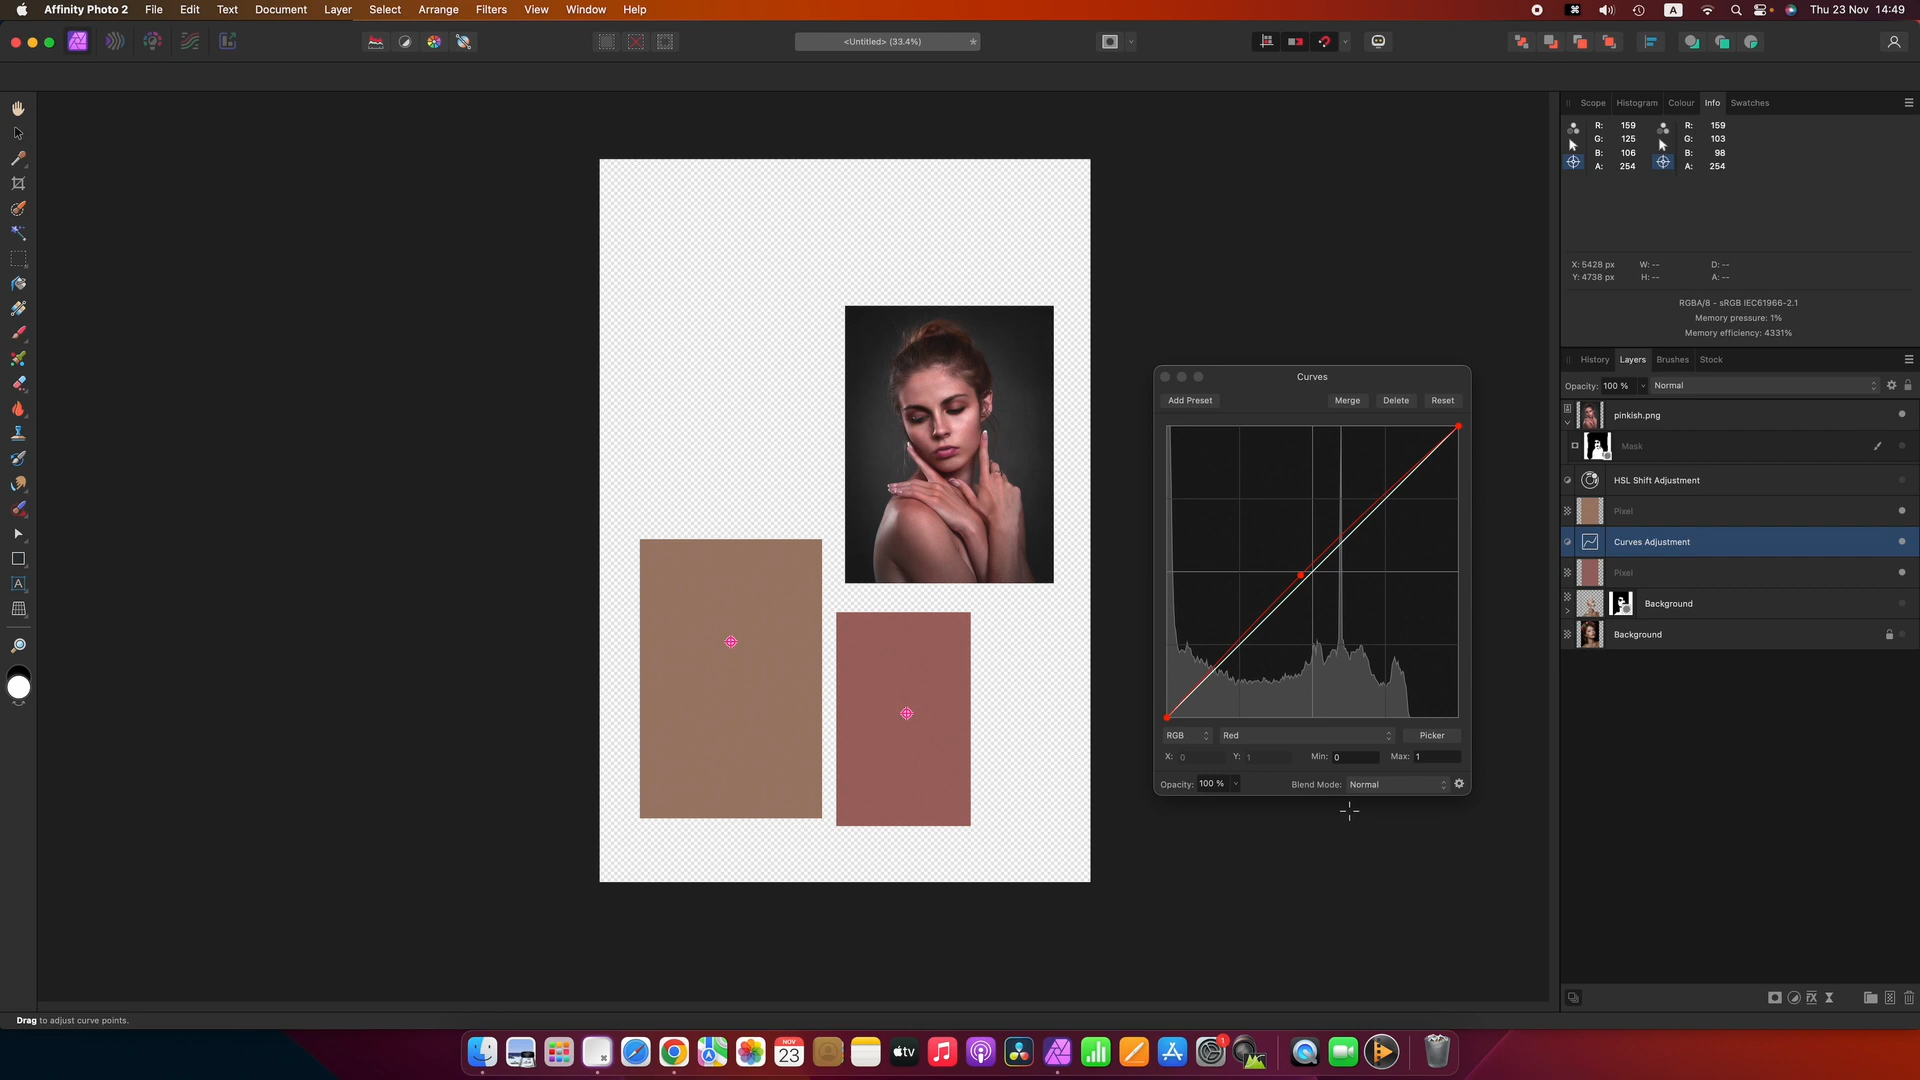 Affinity Photo 2 File Edit Text Document Layer Select Arrange Filters View Window Help
A Thu 23 Nov 14:49
<Untitled> (33.4%)
Scope Histogram Colour Info Swatches
R: 159 R: 159
G: 125 G: 103
B: 106 B: 98
A: 254 A: 254
X: 5428 px W: -- D: --
Y: 4738 px H: -- A: --
RGBA/8 - sRGB IEC61966-2.1
Memory pressure: 1%
Memory efficiency: 4331%
History Layers Brushes Stock
Opacity: 100 % Normal
pinkish.png
Mask
HSL Shift Adjustment
Pixel
Curves Adjustment
Pixel
Background
Background
Curves
Add Preset Merge Delete Reset
RGB Red Picker
X: 0 Y: 1 Min: 0 Max: 1
Opacity: 100 % Blend Mode: Normal
A
FX
Drag to adjust curve points.
NOV
23
tv
1